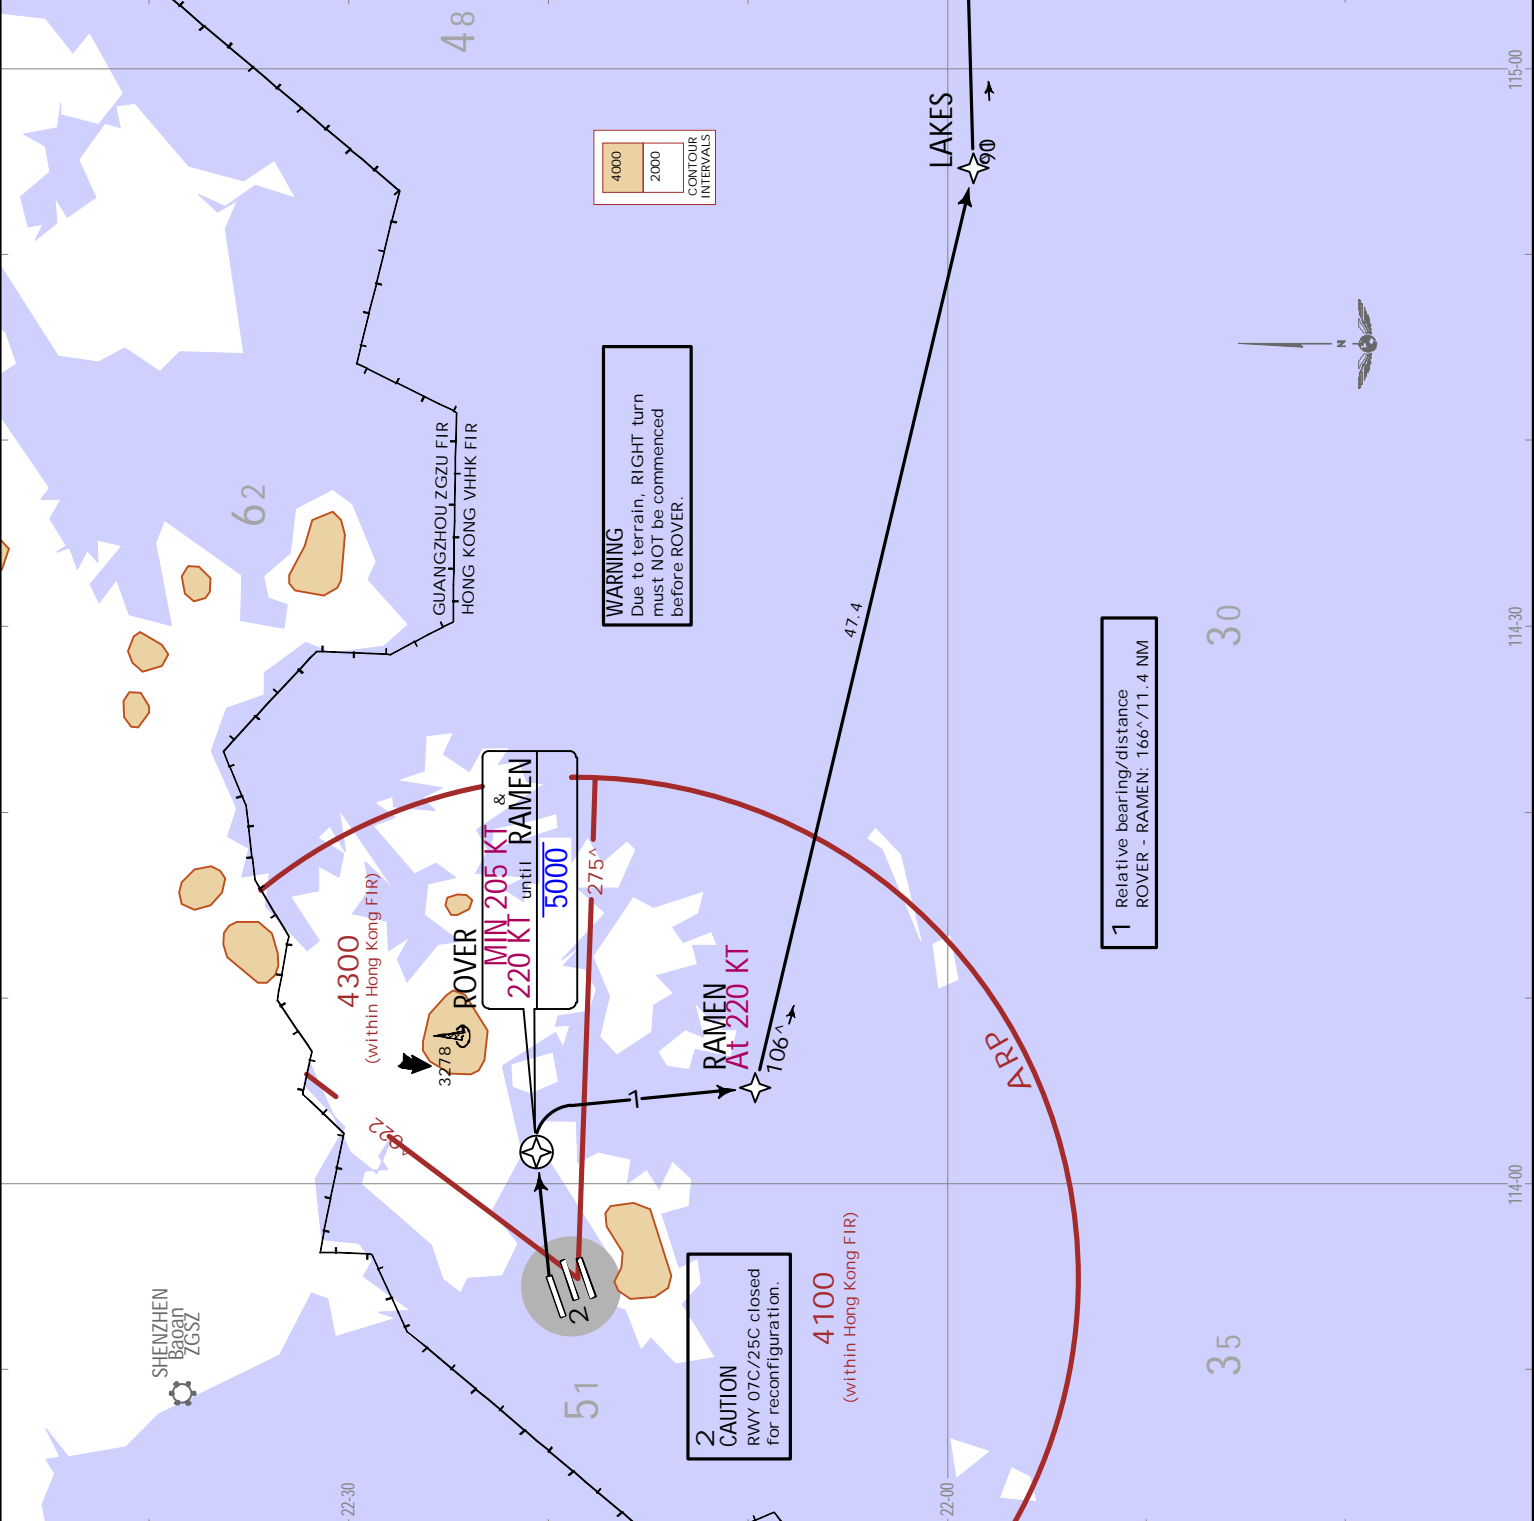 SHENZHEN
Baoan
ZGSZ
22-30
22-00
51
35
2
CAUTION
RWY 07C/25C closed
for reconfiguration.
4100
(within Hong Kong FIR)
2
114-00
3278
4300
(within Hong Kong FIR)
ROVER
MIN 205 KT &
220 KT until RAMEN
5000
275^
1
RAMEN
At 220 KT
106^
ARP
1 Relative bearing/distance
ROVER - RAMEN: 166^/11.4 NM
GUANGZHOU ZGZU FIR
HONG KONG VHHK FIR
62
WARNING
Due to terrain, RIGHT turn
must NOT be commenced
before ROVER.
47.4
30
114-30
N
4000
2000
CONTOUR
INTERVALS
48
LAKES
90
115-00